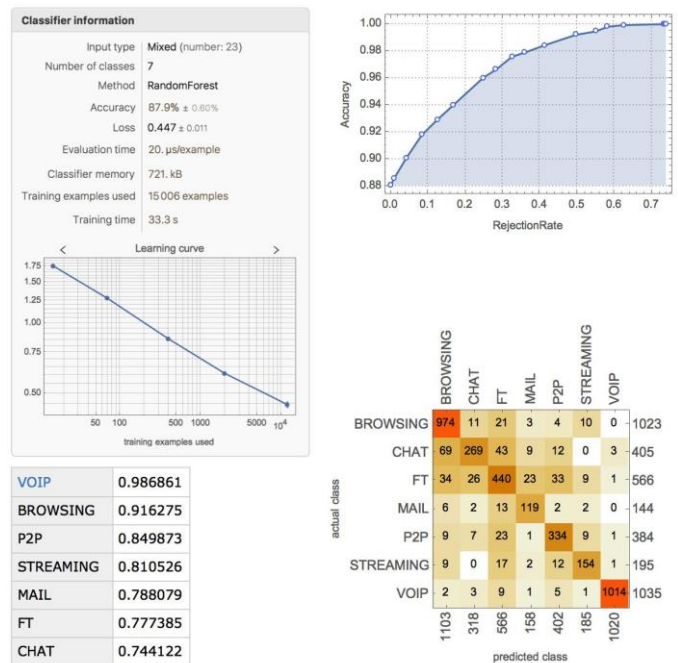 Classifier information
Input type Mixed (number: 23)
Number of classes 7
Method RandomForest
Accuracy 87.9% ± 0.60%
Loss 0.447 ± 0.011
Evaluation time 20. µs/example
Classifier memory 721. kB
Training examples used 15 006 examples
Training time 33.3 s
< Learning curve >
1.75
1.50
1.25
1.00
0.75
0.50
50 100 500 1000 5000 10^4
training examples used
VOIP 0.986861
BROWSING 0.916275
P2P 0.849873
STREAMING 0.810526
MAIL 0.788079
FT 0.777385
CHAT 0.744122
Accuracy
1.00
0.98
0.96
0.94
0.92
0.90
0.88
0.0 0.1 0.2 0.3 0.4 0.5 0.6 0.7
RejectionRate
BROWSING CHAT FT MAIL P2P STREAMING VOIP
actual class
BROWSING 974 11 21 3 4 10 0 1023
CHAT 69 269 43 9 12 0 3 405
FT 34 26 440 23 33 9 1 566
MAIL 6 2 13 119 2 2 0 144
P2P 9 7 23 1 334 9 1 384
STREAMING 9 0 17 2 12 154 1 195
VOIP 2 3 9 1 5 1 1014 1035
1103 318 566 158 402 185 1020
predicted class